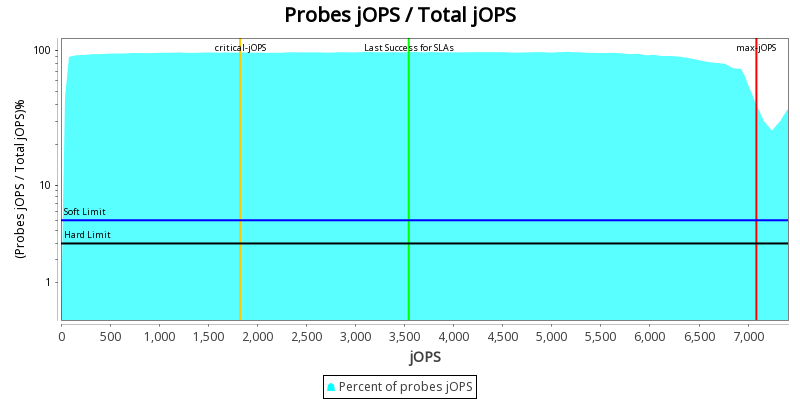 Probes jOPS / Total jOPS
(Probes jOPS / Total jOPS)%
100
10
1
critical-jOPS
Last Success for SLAs
max-jOPS
Soft Limit
Hard Limit
0 500 1,000 1,500 2,000 2,500 3,000 3,500 4,000 4,500 5,000 5,500 6,000 6,500 7,000
jOPS
Percent of probes jOPS